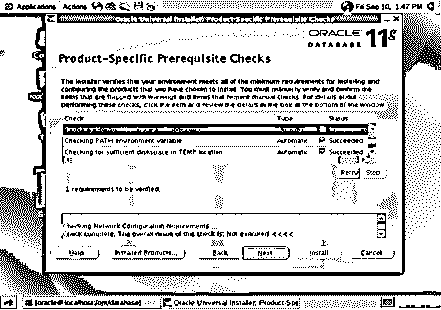 Applications Actions
Fri Sep 10, 1:47 PM
Oracle Universal Installer: Product-Specific Prerequisite Checks
ORACLE 11g
DATABASE
Product-Specific Prerequisite Checks
The Installer verifies that your environment meets all of the minimum requirements for installing and
configuring the products that you have chosen to install. You must manually verify and confirm the
items that are flagged with warnings and items that require manual checks. For details about
performing these checks, click the item and review the details in the box at the bottom of the window.
Check Type Status
Checking PATH environment variable Automatic Succeeded
Checking for sufficient diskspace in TEMP location Automatic Succeeded
Retry Stop
1 requirements to be verified.
Checking Network Configuration requirements
Check complete. The overall result of this check is: Not executed <<<<
Help Installed Products... Back Next Install Cancel
[oracle@localhost:/opt/database] Oracle Universal Installer: Product-Spe